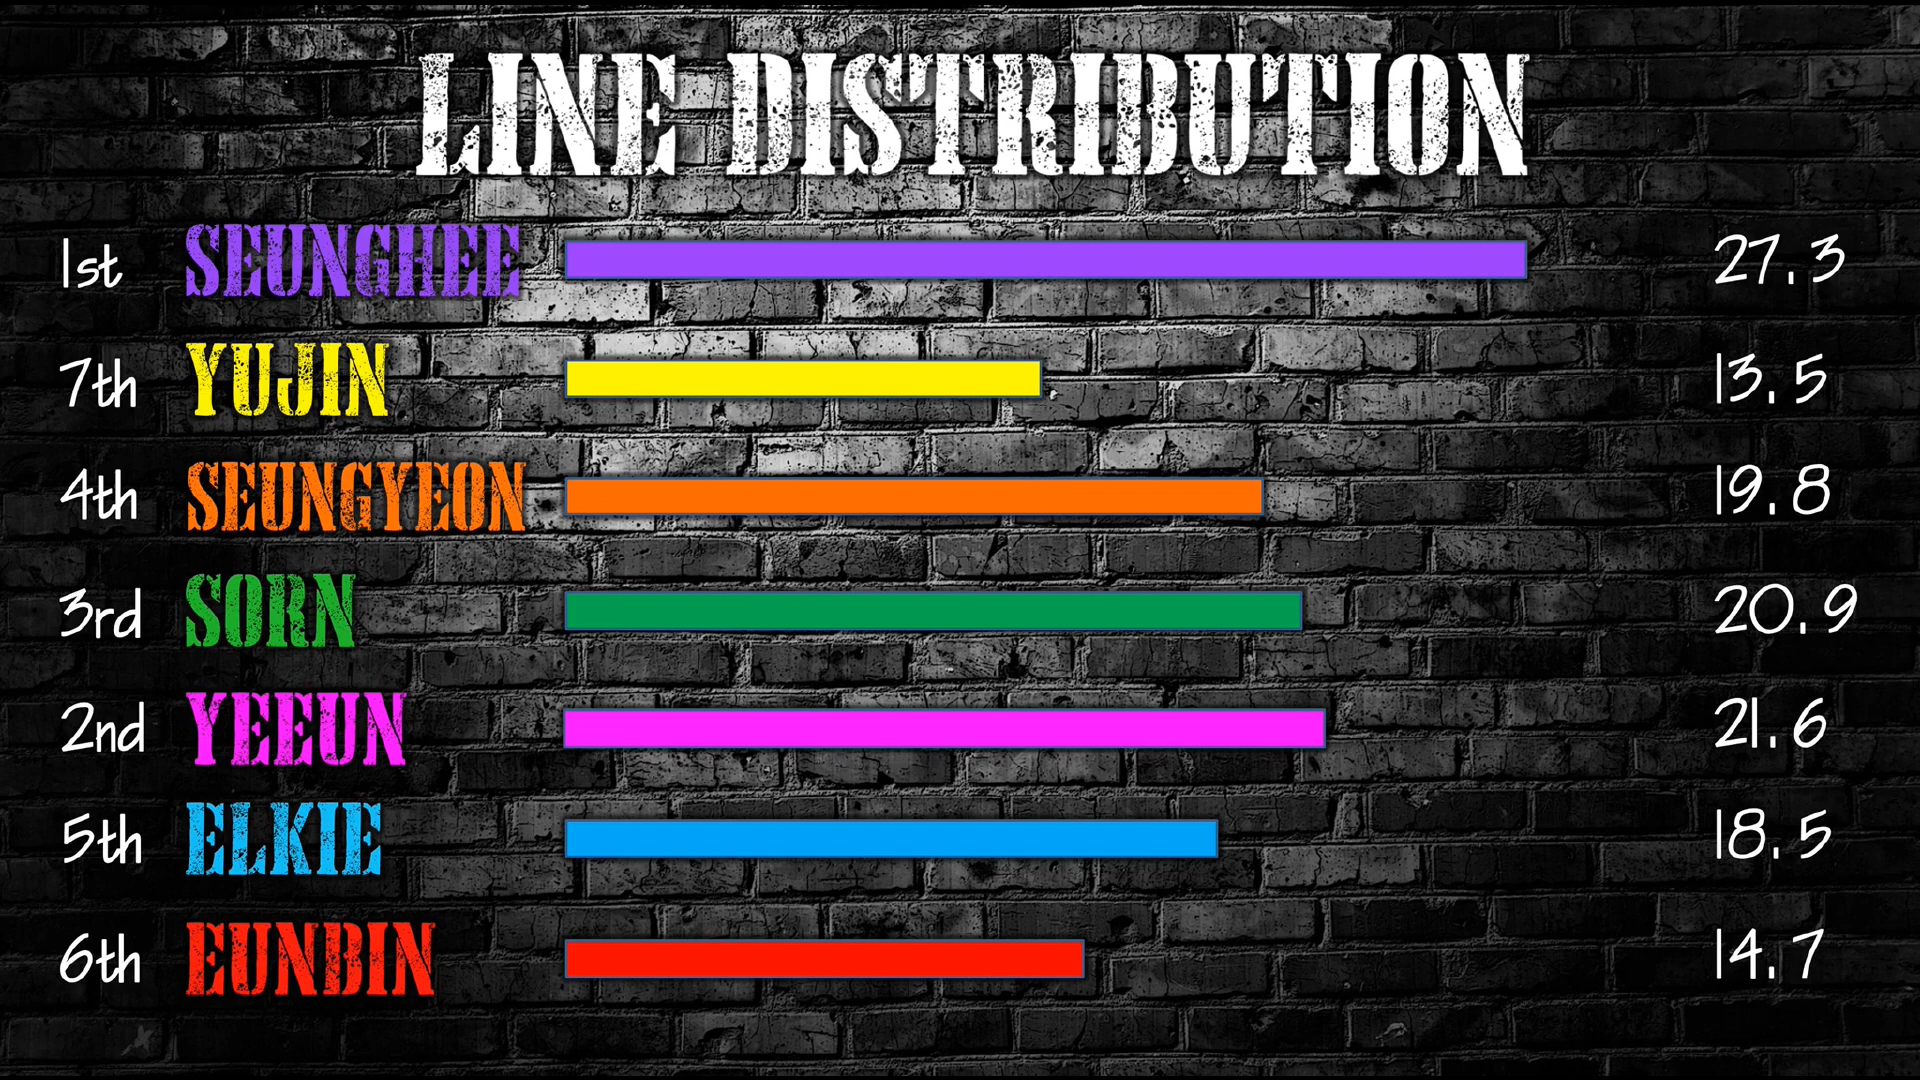 LINE DISTRIBUTION
1st SEUNGHEE 27.3
7th YUJIN 13.5
4th SEUNGYEON 19.8
3rd SORN 20.9
2nd YEEUN 21.6
5th ELKIE 18.5
6th EUNBIN 14.7